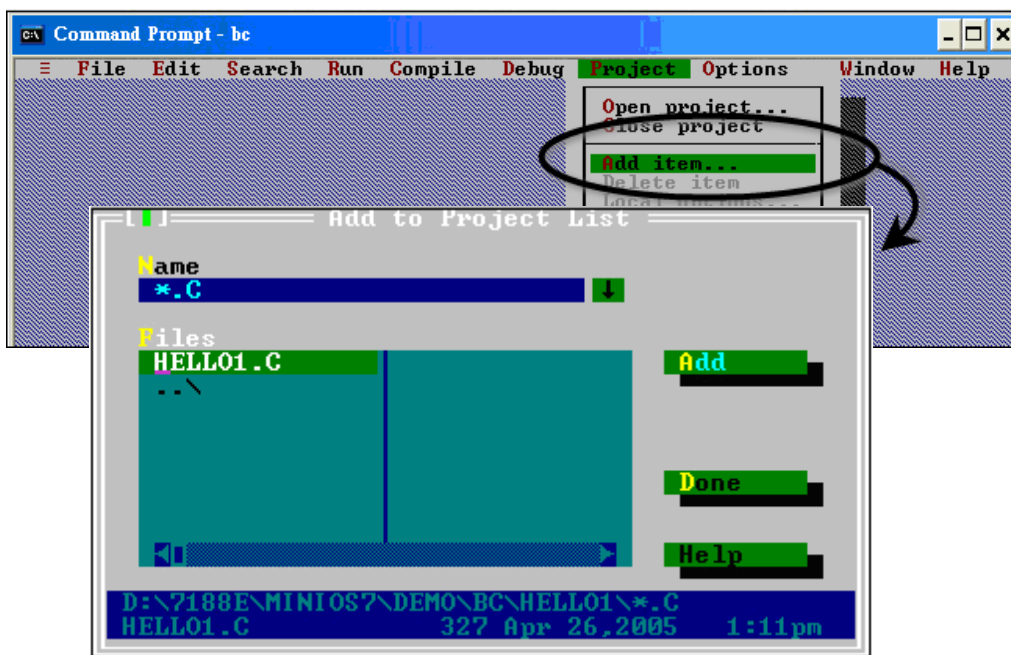 Command Prompt - bc
≡ File Edit Search Run Compile Debug Project Options Window Help
Open project...
Close project
Add item...
Delete item
Local options...
Add to Project List
Name
*.C
Files
HELLO1.C
..\
Add
Done
Help
D:\7188E\MINIOS7\DEMO\BC\HELLO1\*.C
HELLO1.C 327 Apr 26,2005 1:11pm